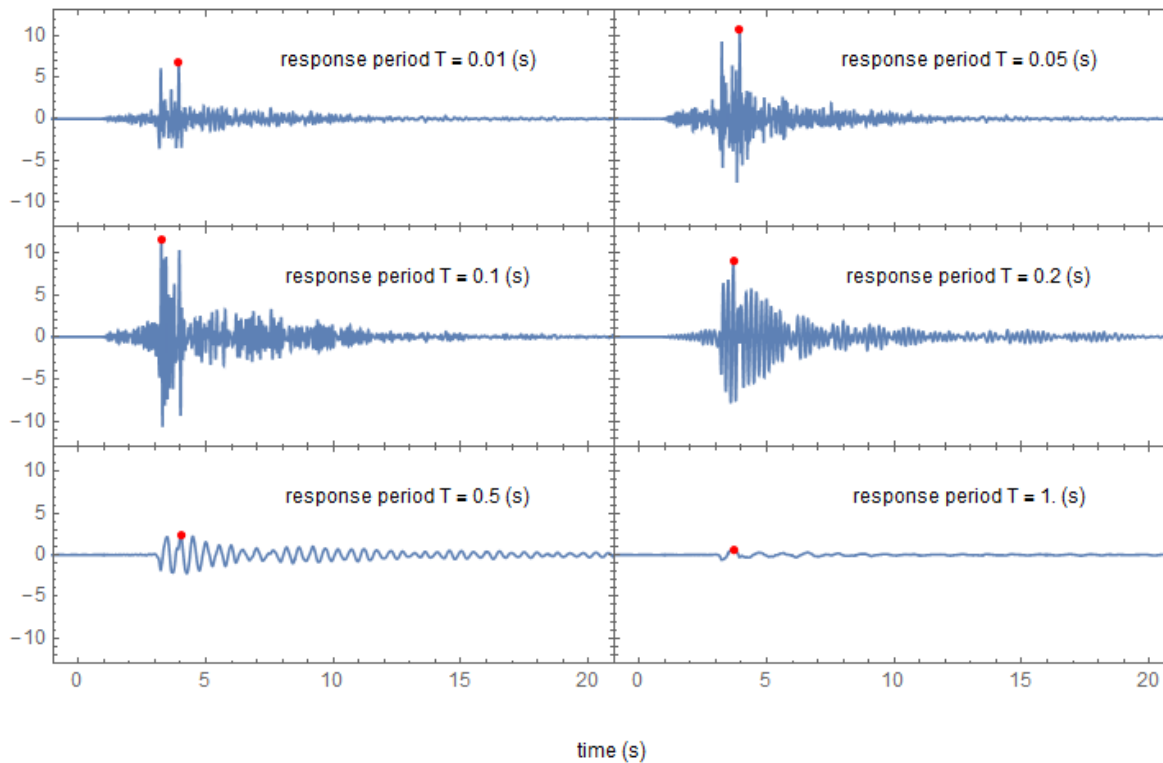 10
5
0
−5
−10
response period T = 0.01 (s)
response period T = 0.05 (s)
10
5
0
−5
−10
response period T = 0.1 (s)
response period T = 0.2 (s)
10
5
0
−5
−10
response period T = 0.5 (s)
response period T = 1. (s)
0 5 10 15 20
0 5 10 15 20
time (s)